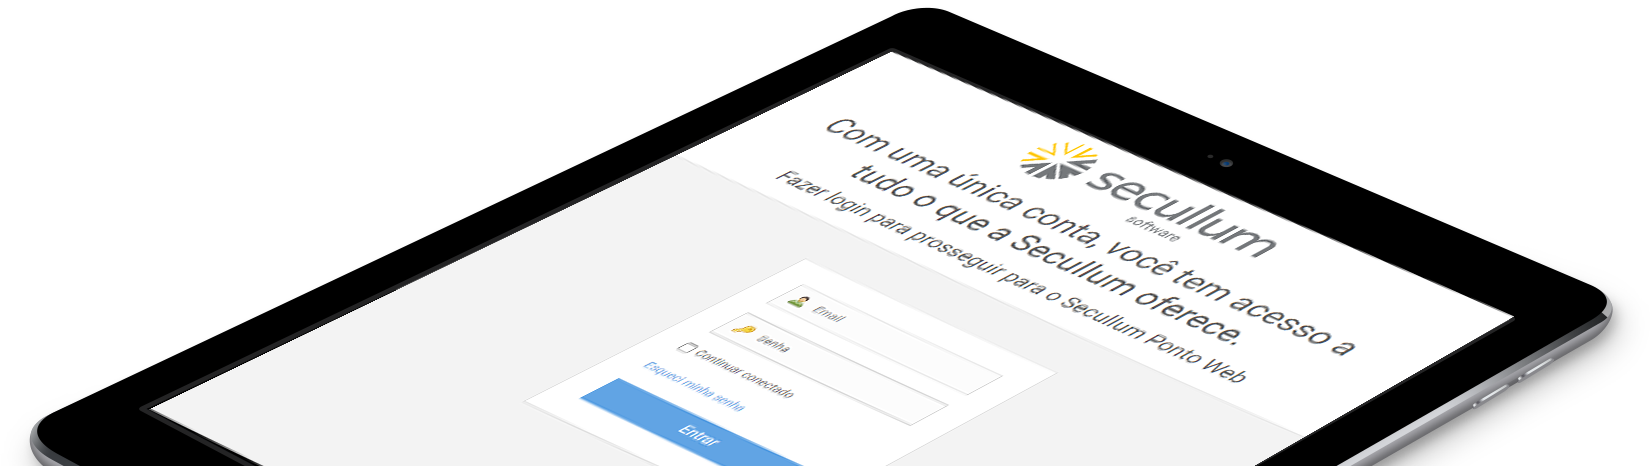 secullum
software
Com uma única conta, você tem acesso a
tudo o que a Secullum oferece.
Fazer login para prosseguir para o Secullum Ponto Web
Email
Senha
Continuar conectado
Esqueci minha senha
Entrar